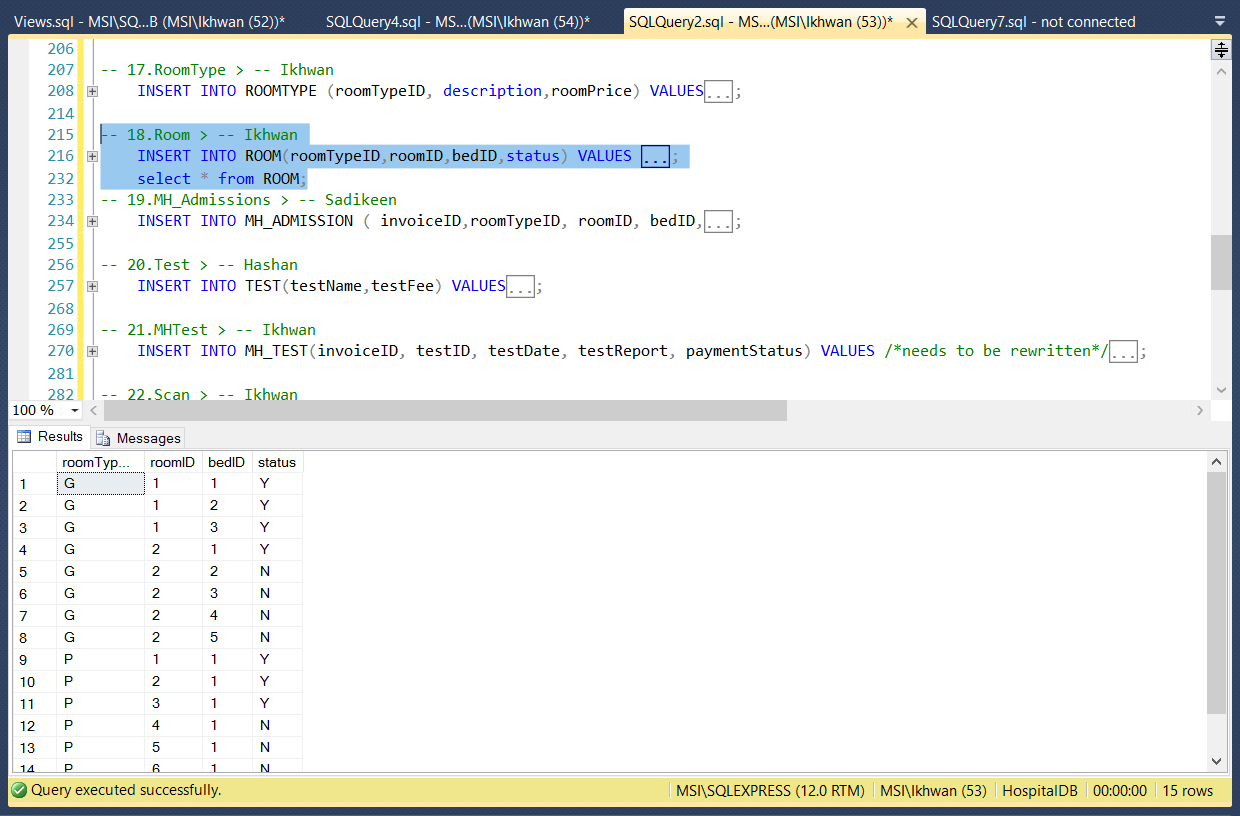 Views.sql - MSI\SQ...B (MSI\Ikhwan (52))* SQLQuery4.sql - MS...(MSI\Ikhwan (54))* SQLQuery2.sql - MS...(MSI\Ikhwan (53))* SQLQuery7.sql - not connected
206
207 -- 17.RoomType > -- Ikhwan
208 INSERT INTO ROOMTYPE (roomTypeID, description,roomPrice) VALUES...;
214
215 -- 18.Room > -- Ikhwan
216 INSERT INTO ROOM(roomTypeID,roomID,bedID,status) VALUES ...;
232 select * from ROOM;
233 -- 19.MH_Admissions > -- Sadikeen
234 INSERT INTO MH_ADMISSION ( invoiceID,roomTypeID, roomID, bedID,...;
255
256 -- 20.Test > -- Hashan
257 INSERT INTO TEST(testName,testFee) VALUES...;
268
269 -- 21.MHTest > -- Ikhwan
270 INSERT INTO MH_TEST(invoiceID, testID, testDate, testReport, paymentStatus) VALUES /*needs to be rewritten*/...;
281
282 -- 22.Scan > -- Ikhwan
100 %
Results Messages
roomTyp... roomID bedID status
1 G 1 1 Y
2 G 1 2 Y
3 G 1 3 Y
4 G 2 1 Y
5 G 2 2 N
6 G 2 3 N
7 G 2 4 N
8 G 2 5 N
9 P 1 1 Y
10 P 2 1 Y
11 P 3 1 Y
12 P 4 1 N
13 P 5 1 N
14 P 6 1 N
Query executed successfully. MSI\SQLEXPRESS (12.0 RTM) MSI\Ikhwan (53) HospitalDB 00:00:00 15 rows